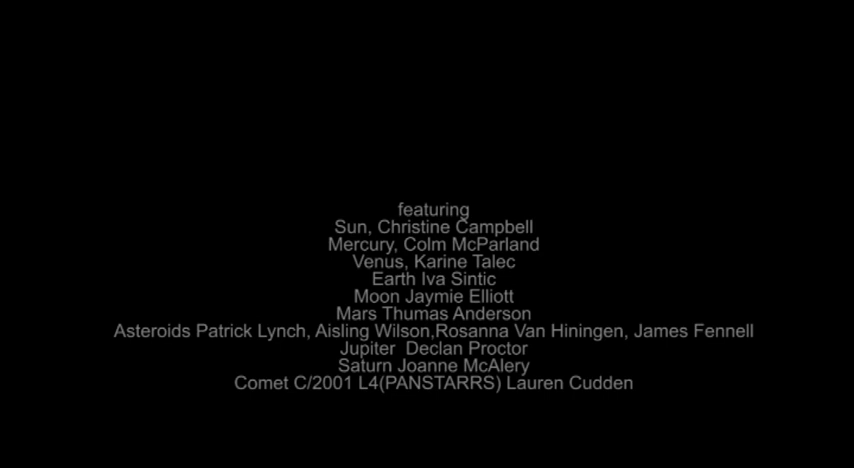 featuring
Sun, Christine Campbell
Mercury, Colm McParland
Venus, Karine Talec
Earth Iva Sintic
Moon Jaymie Elliott
Mars Thumas Anderson
Asteroids Patrick Lynch, Aisling Wilson,Rosanna Van Hiningen, James Fennell
Jupiter  Declan Proctor
Saturn Joanne McAlery
Comet C/2001 L4(PANSTARRS) Lauren Cudden